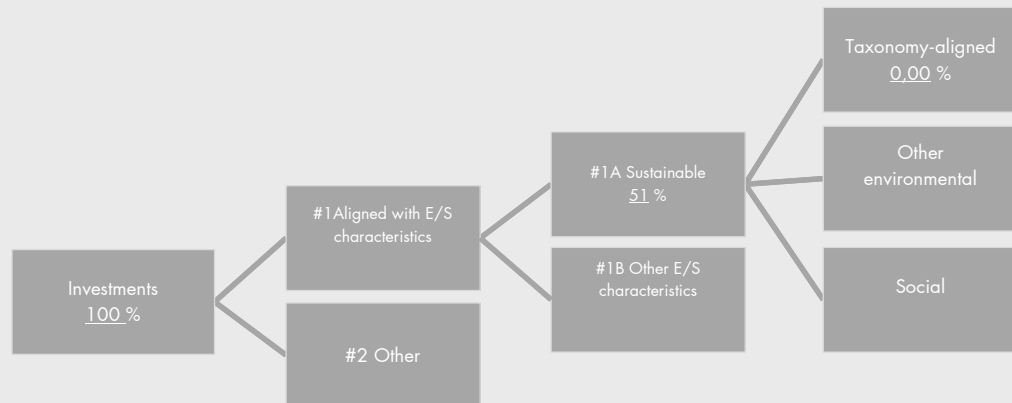 Investments
100 %
#1Aligned with E/S
characteristics
#2 Other
#1A Sustainable
51 %
#1B Other E/S
characteristics
Taxonomy-aligned
0,00 %
Other
environmental
Social